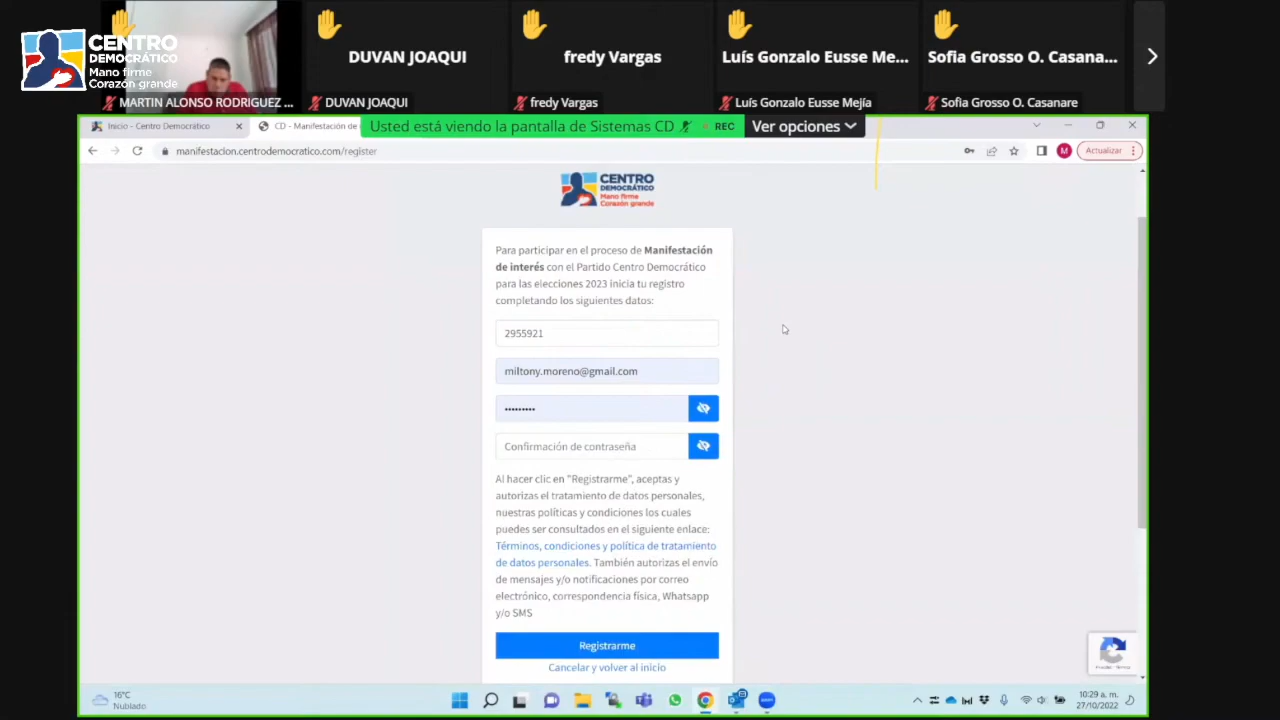 CENTRO
DEMOCRÁTICO
Mano firme
Corazón grande
DUVAN JOAQUI
fredy Vargas
Luís Gonzalo Eusse Me...
Sofia Grosso O. Casana...
MARTIN ALONSO RODRIGUEZ ...
DUVAN JOAQUI
fredy Vargas
Luís Gonzalo Eusse Mejía
Sofia Grosso O. Casanare
Inicio - Centro Democrático
CD - Manifestación de
Usted está viendo la pantalla de Sistemas CD
REC
Ver opciones
manifestacion.centrodemocratico.com/register
M
Actualizar
CENTRO
DEMOCRÁTICO
Mano firme
Corazón grande
Para participar en el proceso de Manifestación
de interés con el Partido Centro Democrático
para las elecciones 2023 inicia tu registro
completando los siguientes datos:
2955921
miltony.moreno@gmail.com
•••••••••
Confirmación de contraseña
Al hacer clic en "Registrarme", aceptas y
autorizas el tratamiento de datos personales,
nuestras políticas y condiciones los cuales
puedes ser consultados en el siguiente enlace:
Términos, condiciones y política de tratamiento
de datos personales. También autorizas el envío
de mensajes y/o notificaciones por correo
electrónico, correspondencia física, Whatsapp
y/o SMS
Registrarme
Cancelar y volver al inicio
16°C
Nublado
10:29 a. m.
27/10/2022